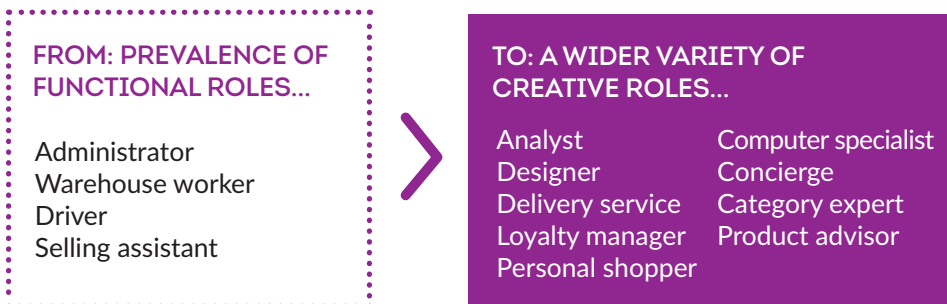 FROM: PREVALENCE OF
FUNCTIONAL ROLES...
Administrator
Warehouse worker
Driver
Selling assistant
TO: A WIDER VARIETY OF
CREATIVE ROLES...
Analyst
Designer
Delivery service
Loyalty manager
Personal shopper
Computer specialist
Concierge
Category expert
Product advisor